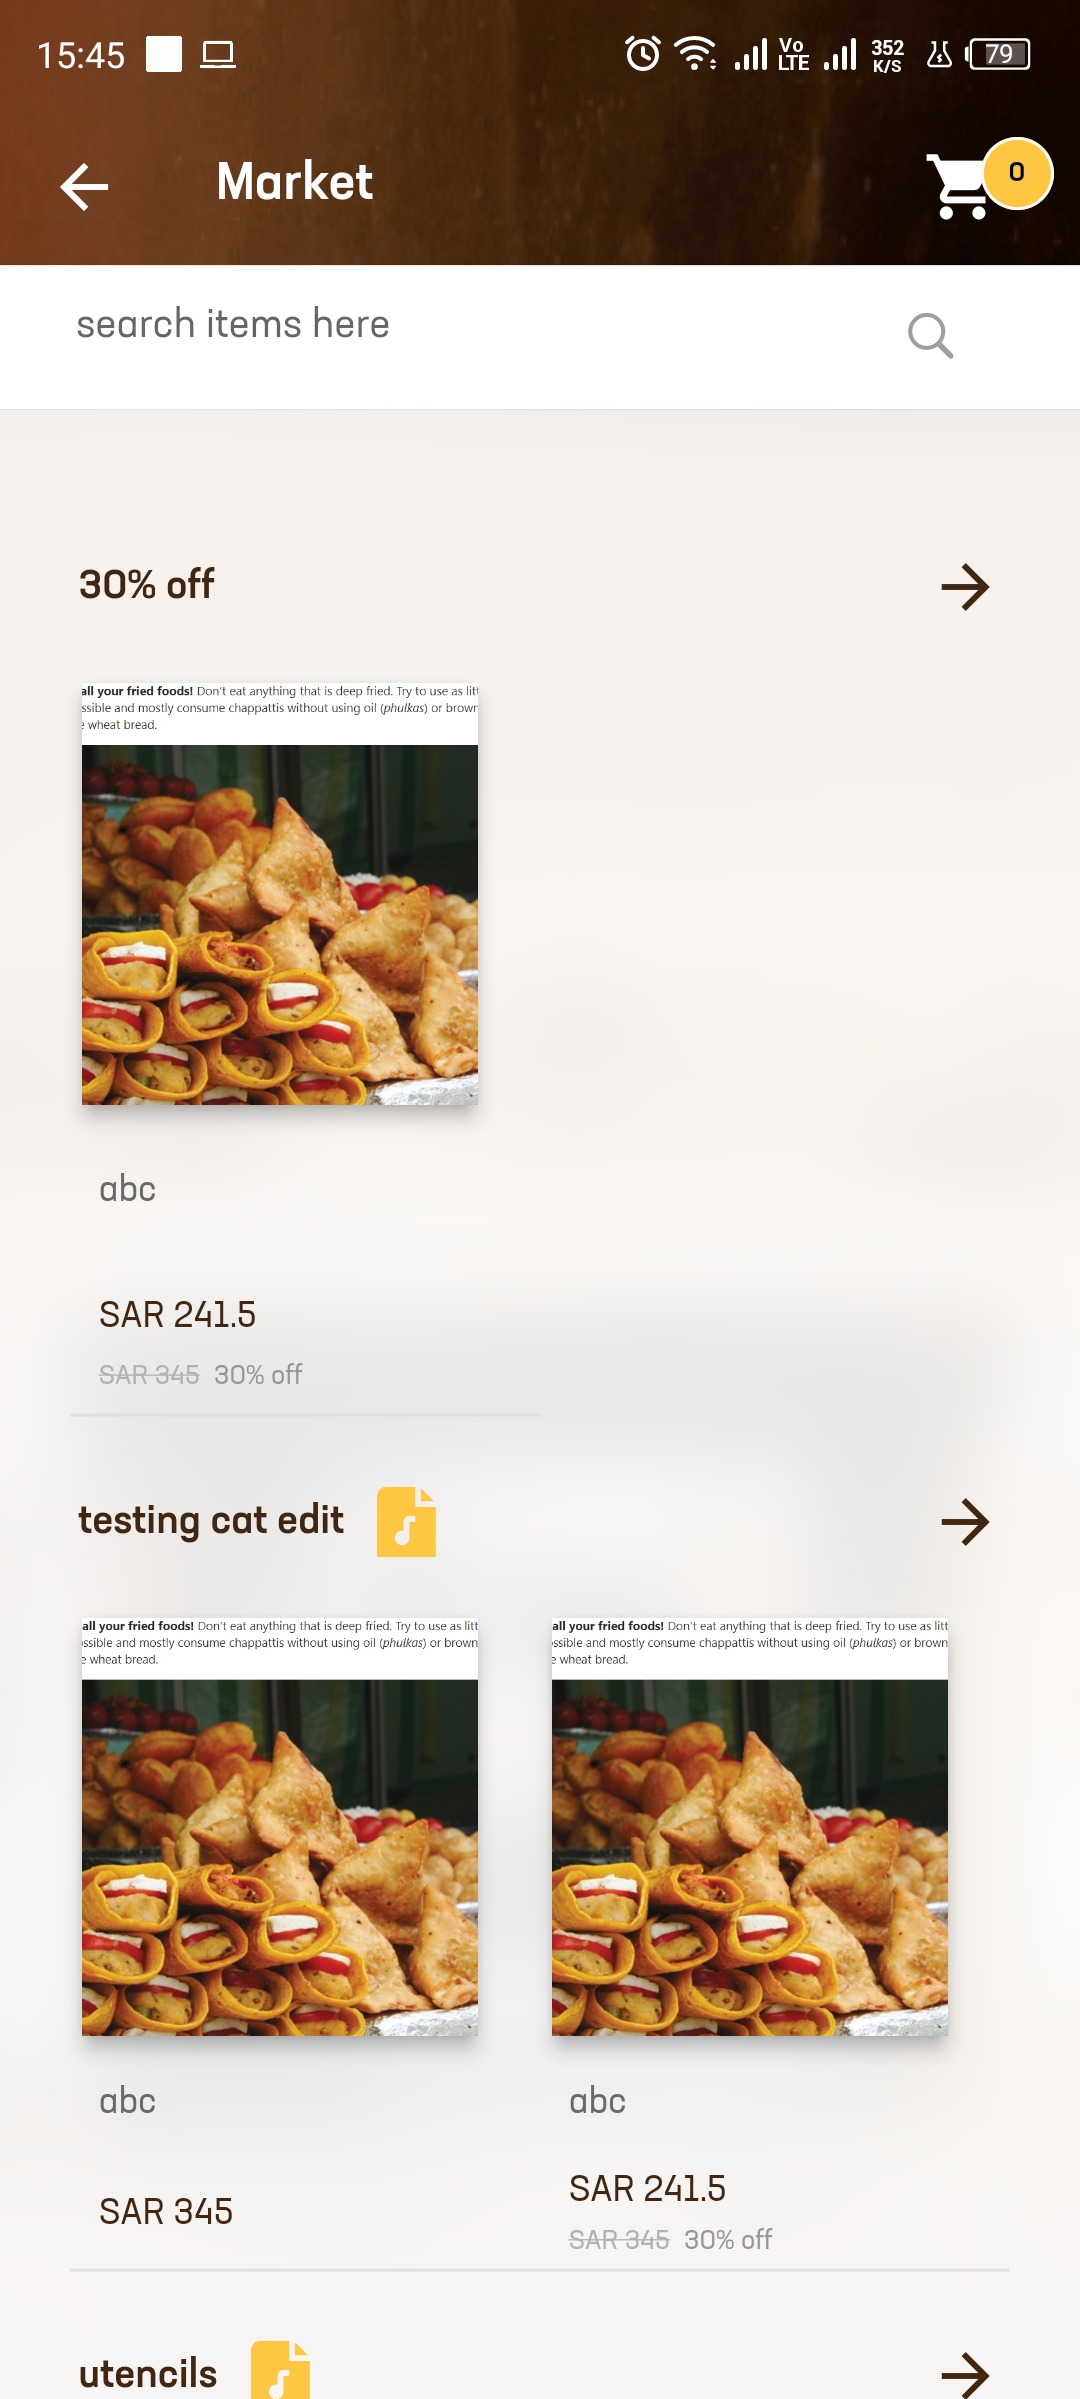 15:45
Vo
LTE
352
K/S
79
Market
0
search items here
30% off
all your fried foods! Don't eat anything that is deep fried. Try to use as
and mostly consume chappattis without using oil (phulkas) or brown
wheat bread.
abc
SAR 241.5
SAR 345 30% off
testing cat edit
all your fried foods! Don't eat anything that is deep fried. Try to use as
and mostly consume chappattis without using oil (phulkas) or brown
wheat bread.
all your fried foods! Don't eat anything that is deep fried. Try to use as
and mostly consume chappattis without using oil (phulkas) or brown
wheat bread.
abc
SAR 345
abc
SAR 241.5
SAR 345 30% off
utencils